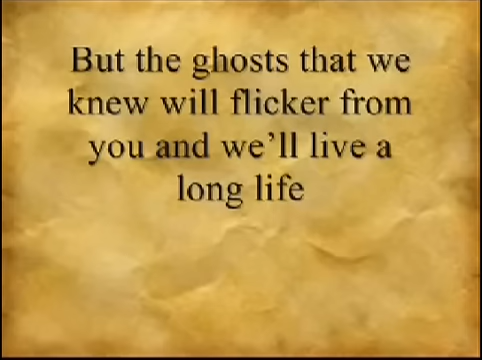 But the ghosts that we
knew will flicker from
you and we’ll live a
long life